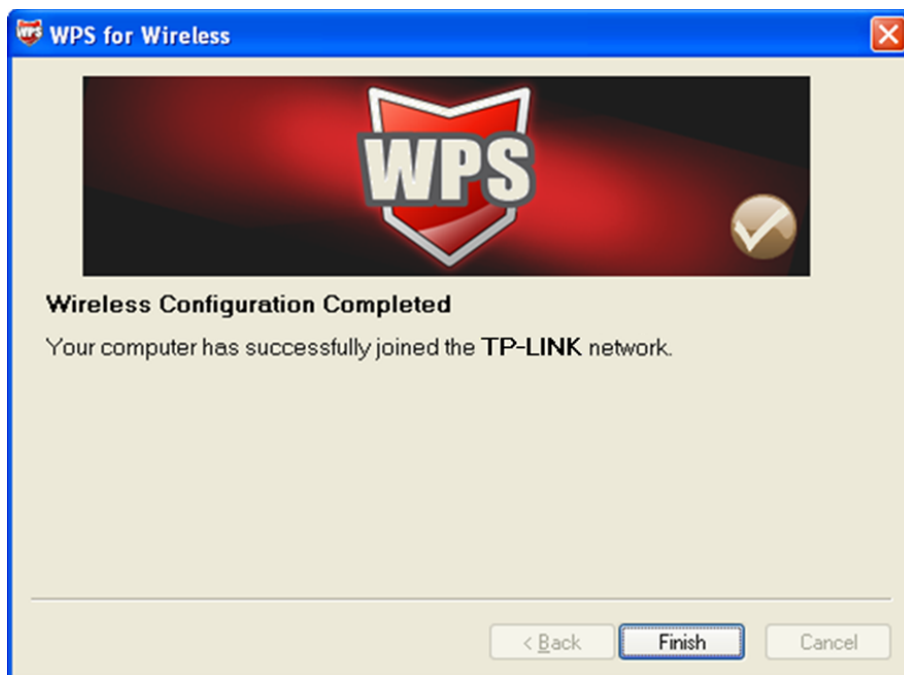 WPS for Wireless
WPS
Wireless Configuration Completed
Your computer has successfully joined the TP-LINK network.
< Back Finish Cancel